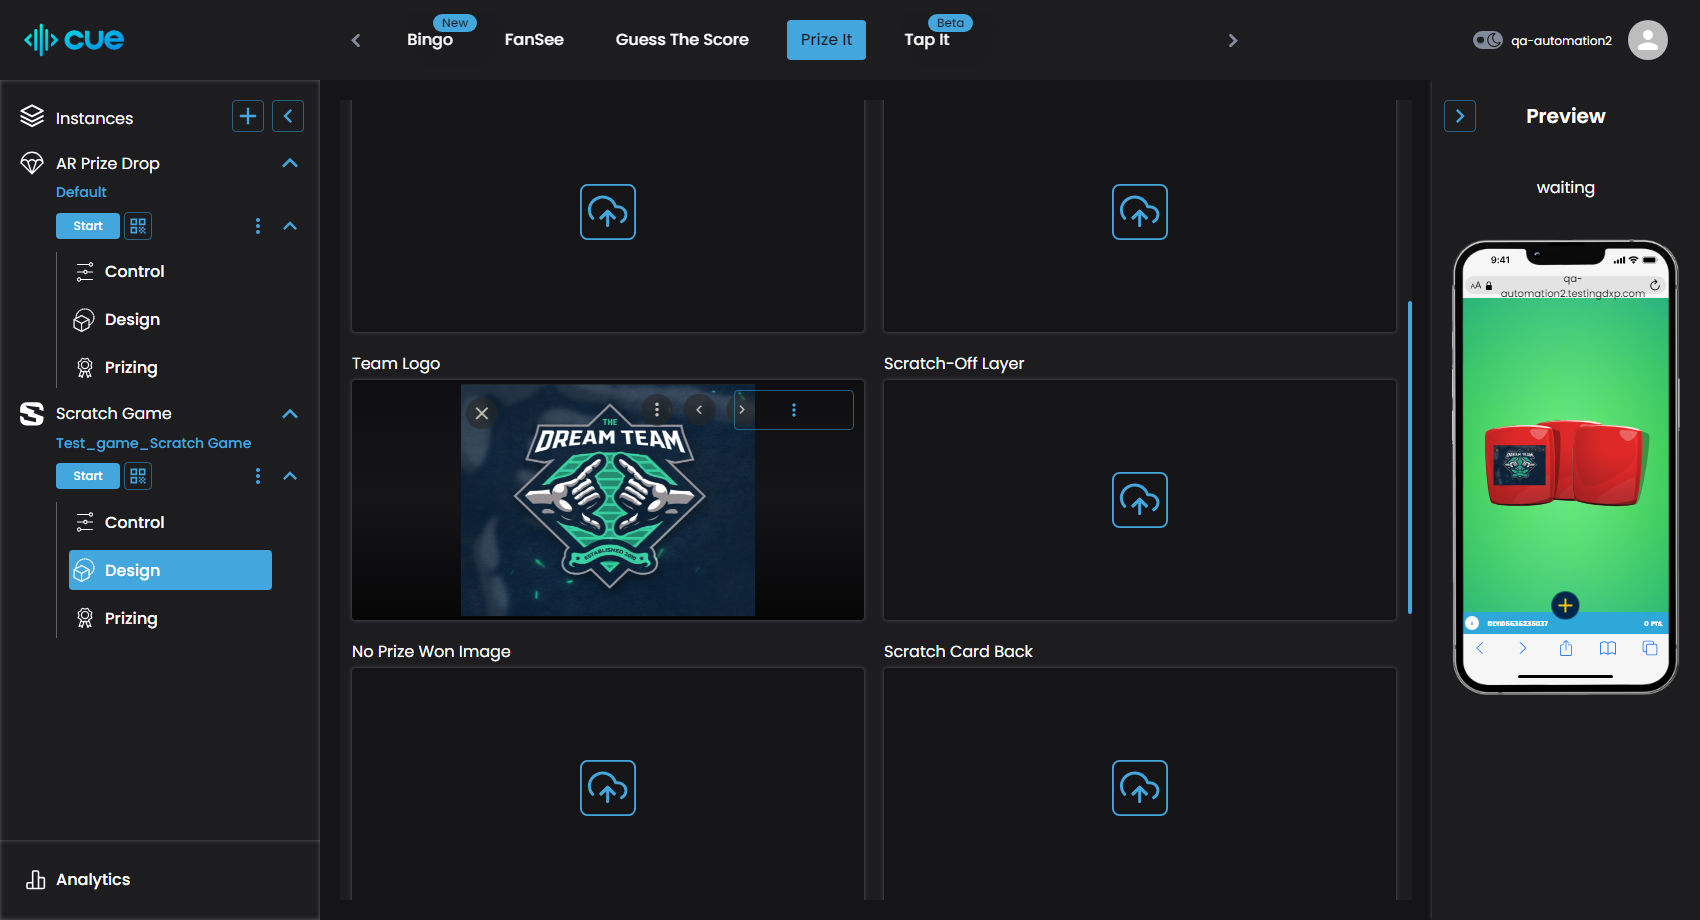 cue
New
Bingo
FanSee
Guess The Score
Prize It
Beta
Tap It
qa-automation2
Instances
AR Prize Drop
Default
Start
Control
Design
Prizing
Scratch Game
Test_game_Scratch Game
Start
Control
Design
Prizing
Analytics
Team Logo
THE
DREAM TEAM
ESTABLISHED 2019
Scratch-Off Layer
No Prize Won Image
Scratch Card Back
Preview
waiting
9:41
AA
qa-
automation2.testingdxp.com
DREAM TEAM
0 PTS.